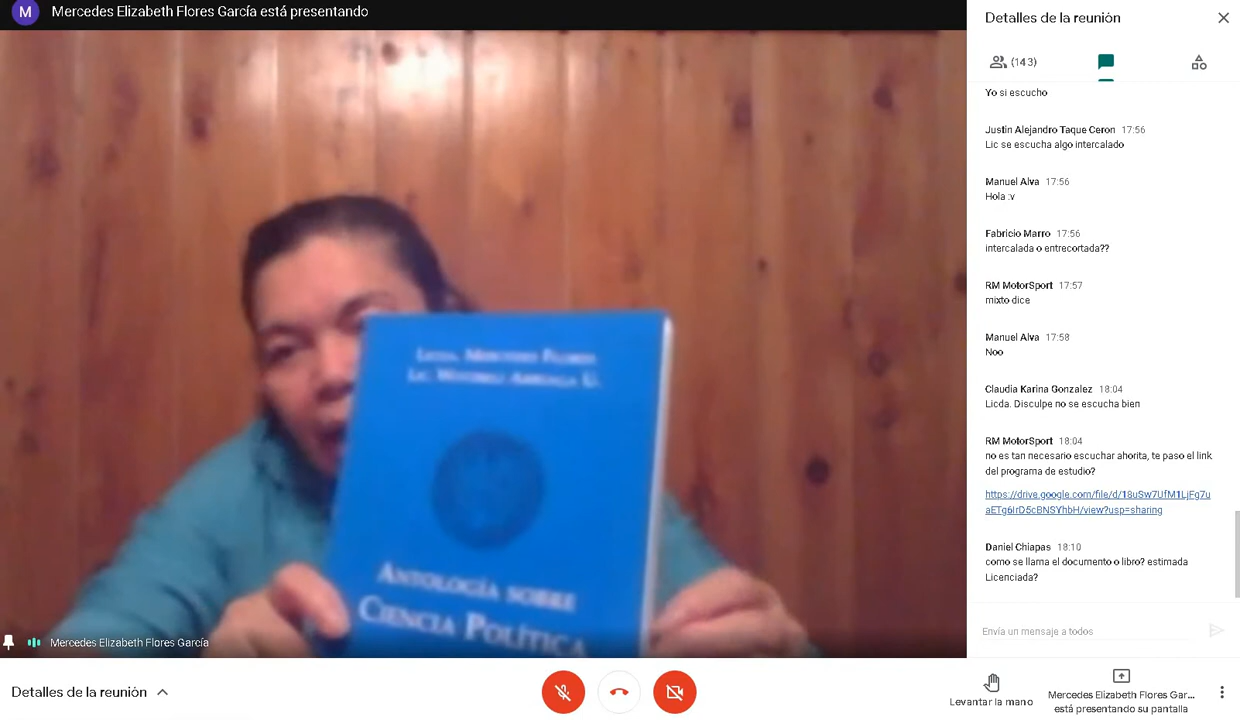 M
Mercedes Elizabeth Flores García está presentando
Detalles de la reunión
(143)
Yo si escucho
Justin Alejandro Taque Ceron 17:56
Lic se escucha algo intercalado
Manuel Alva 17:56
Hola :v
Fabricio Marro 17:56
intercalada o entrecortada??
RM MotorSport 17:57
mixto dice
Manuel Alva 17:58
Noo
Claudia Karina Gonzalez 18:04
Licda. Disculpe no se escucha bien
RM MotorSport 18:04
no es tan necesario escuchar ahorita, te paso el link
del programa de estudio?
https://drive.google.com/file/d/18uSw7UfM1LjFg7u
aETg6IrD5cBNSYhbH/view?usp=sharing
Daniel Chiapas 18:10
como se llama el documento o libro? estimada
Licenciada?
Envía un mensaje a todos
Licda. Mercedes Flores
Lic. Arriaga U.
Antología sobre
Ciencia Política
Mercedes Elizabeth Flores García
Detalles de la reunión
Levantar la mano
Mercedes Elizabeth Flores Gar...
está presentando su pantalla